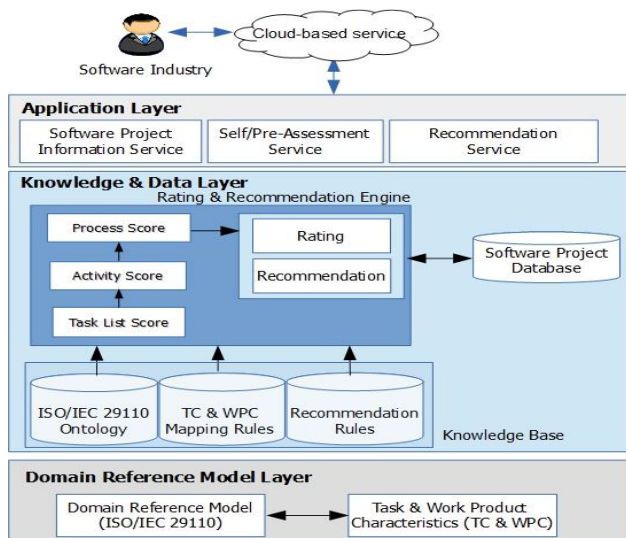 Cloud-based service
Software Industry
Application Layer
Software Project
Information Service
Self/Pre-Assessment
Service
Recommendation
Service
Knowledge & Data Layer
Rating & Recommendation Engine
Process Score
Activity Score
Task List Score
Rating
Recommendation
Software Project
Database
ISO/IEC 29110
Ontology
TC & WPC
Mapping Rules
Recommendation
Rules
Knowledge Base
Domain Reference Model Layer
Domain Reference Model
(ISO/IEC 29110)
Task & Work Product
Characteristics (TC & WPC)